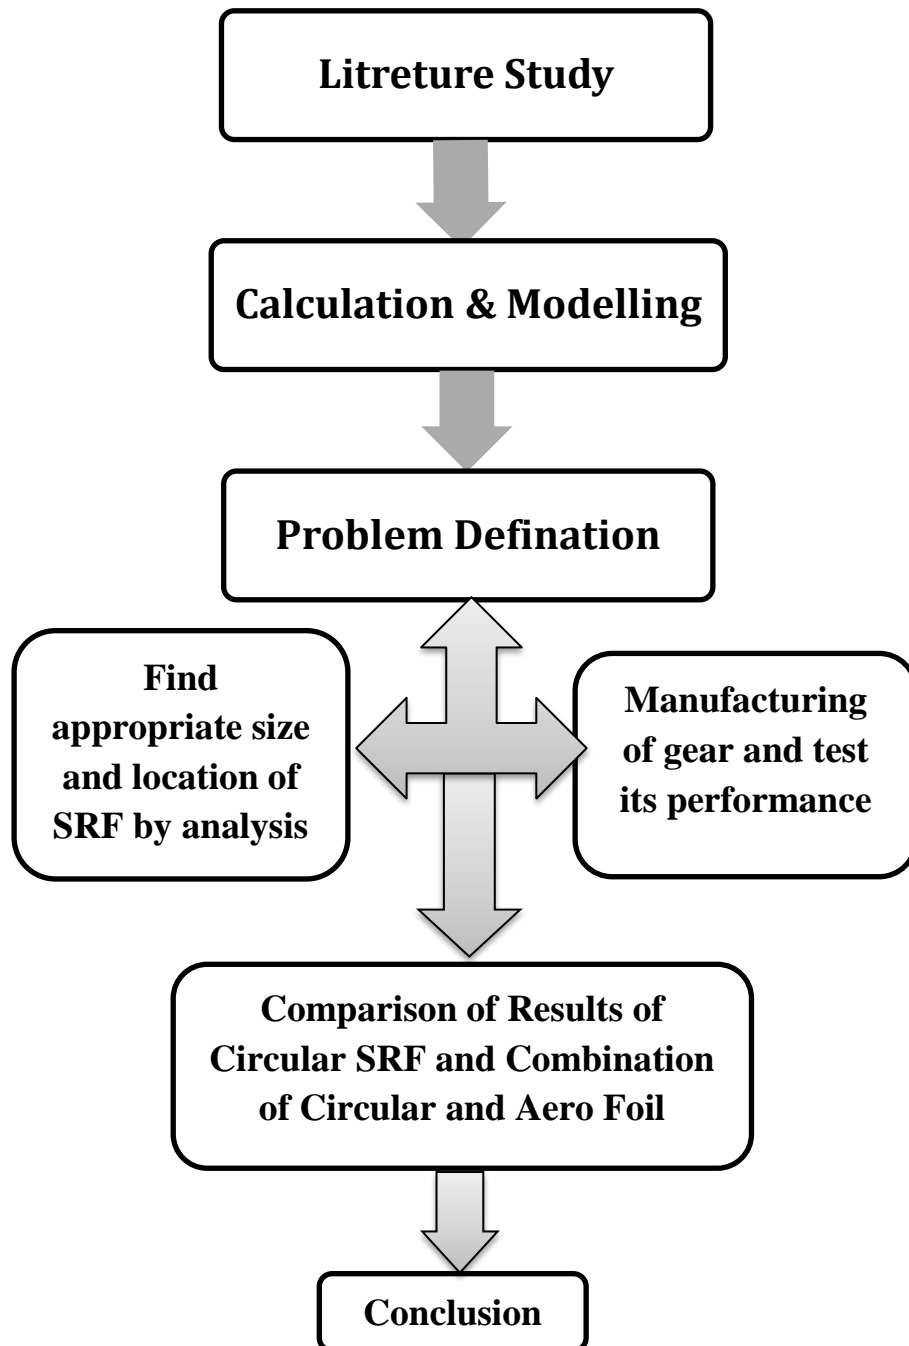 Litreture Study
Calculation & Modelling
Problem Defination
Find
appropriate size
and location of
SRF by analysis
Manufacturing
of gear and test
its performance
Comparison of Results of
Circular SRF and Combination
of Circular and Aero Foil
Conclusion